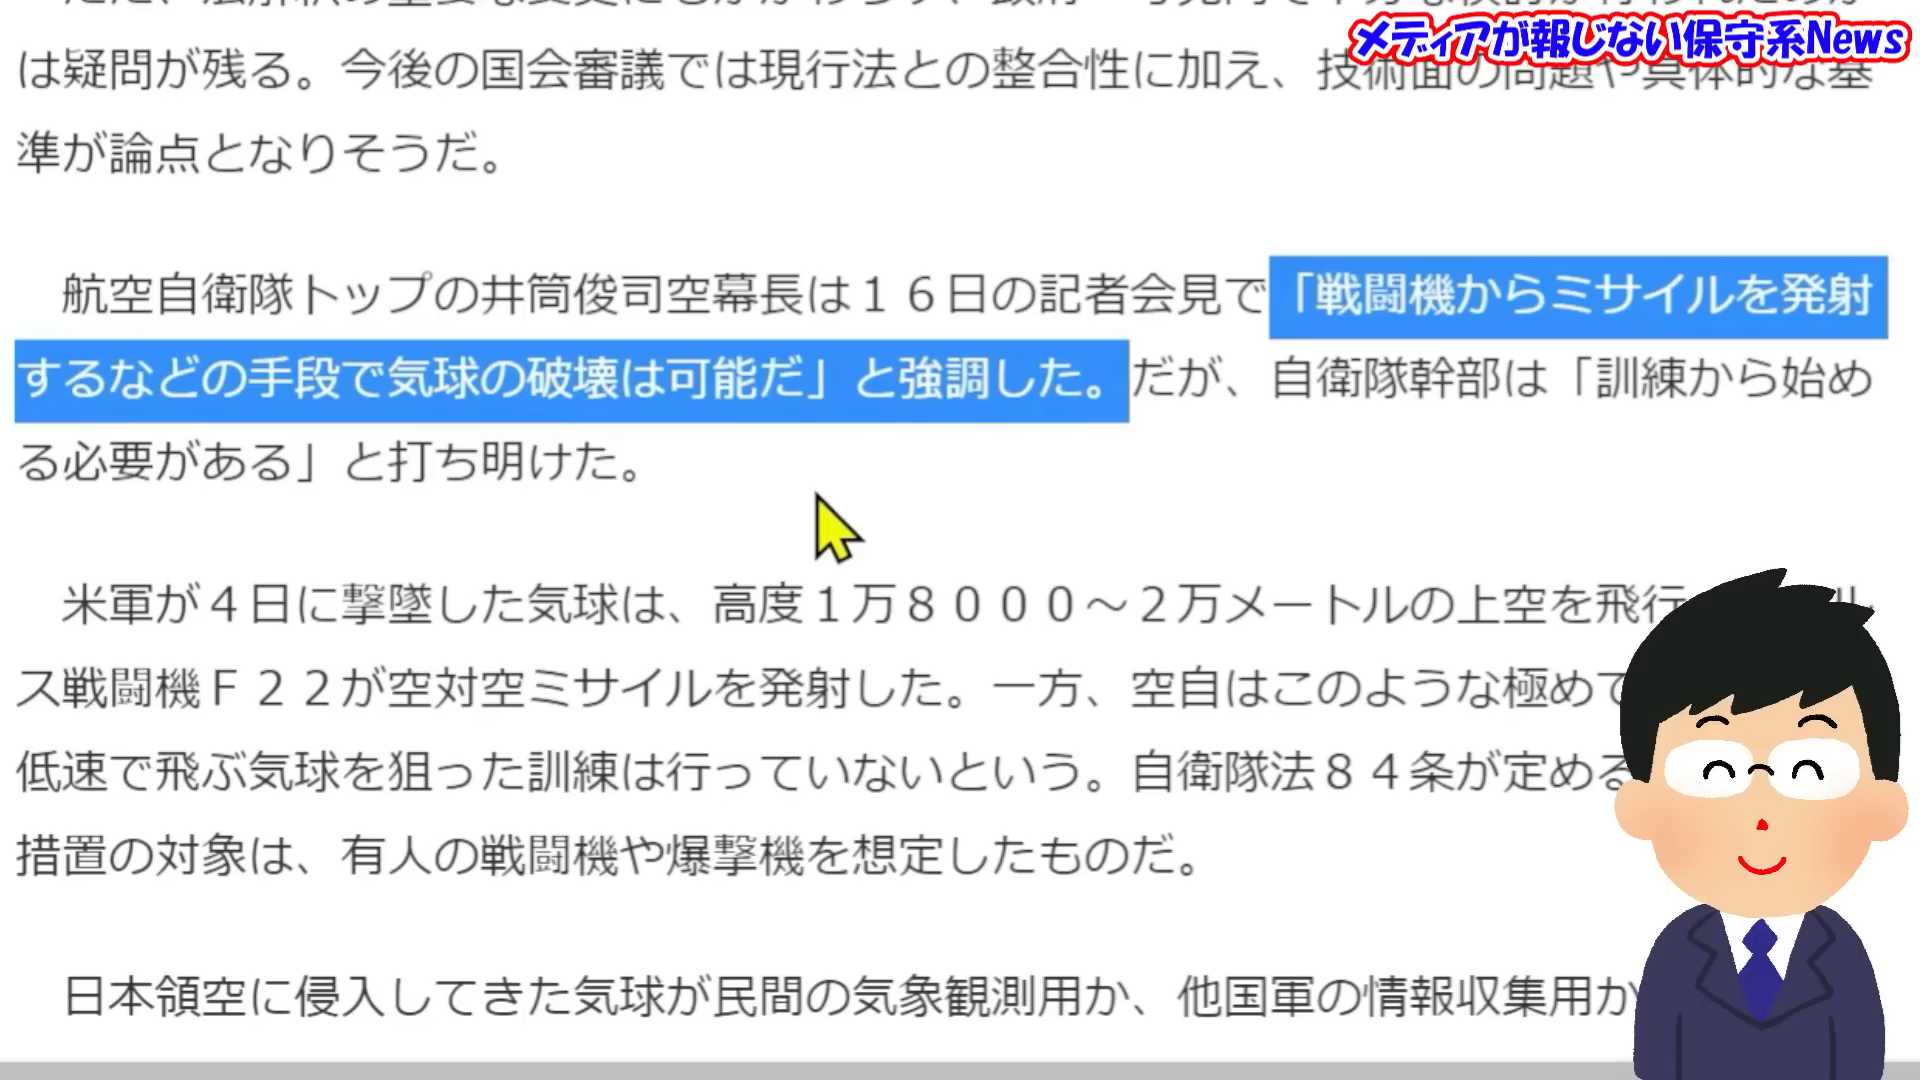 メディアが報じない保守系News
は疑問が残る。今後の国会審議では現行法との整合性に加え、技術面の問題や具体的な基
準が論点となりそうだ。
航空自衛隊トップの井筒俊司空幕長は１６日の記者会見で「戦闘機からミサイルを発射
するなどの手段で気球の破壊は可能だ」と強調した。だが、自衛隊幹部は「訓練から始め
る必要がある」と打ち明けた。
米軍が４日に撃墜した気球は、高度１万８０００～２万メートルの上空を飛行
ス戦闘機Ｆ２２が空対空ミサイルを発射した。一方、空自はこのような極めて
低速で飛ぶ気球を狙った訓練は行っていないという。自衛隊法８４条が定める
措置の対象は、有人の戦闘機や爆撃機を想定したものだ。
日本領空に侵入してきた気球が民間の気象観測用か、他国軍の情報収集用か